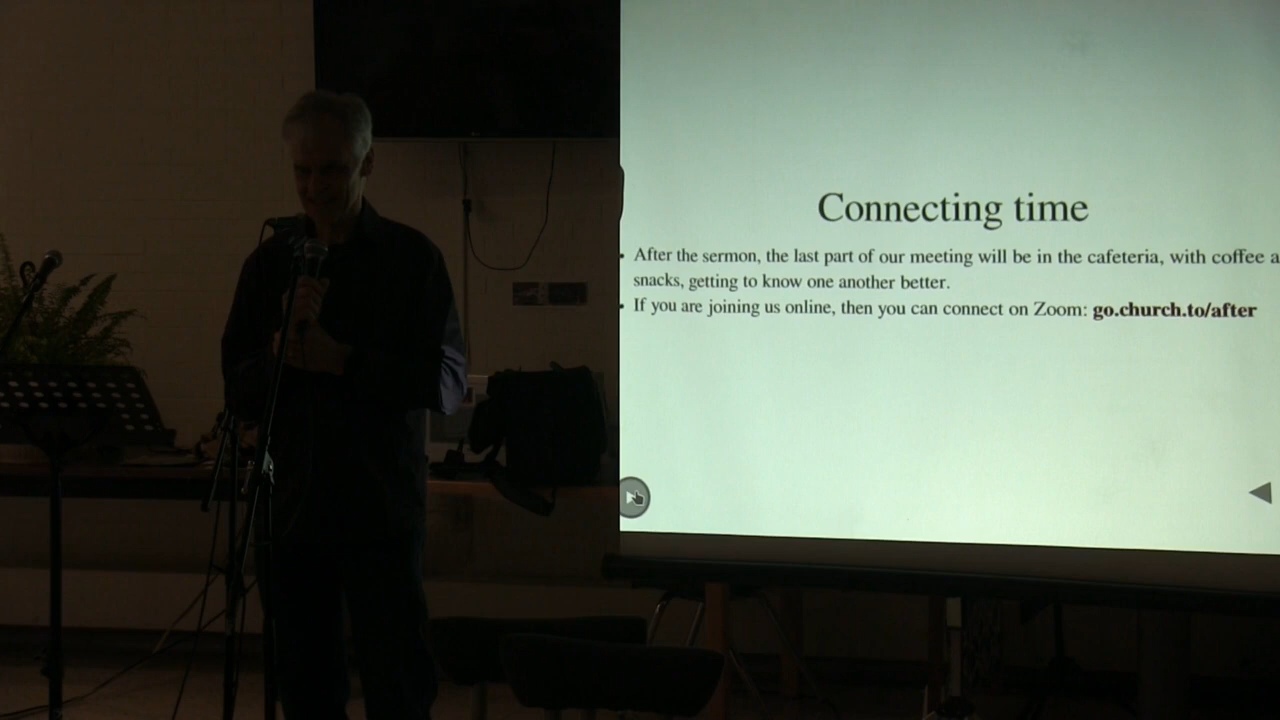 Connecting time
• After the sermon, the last part of our meeting will be in the cafeteria, with coffee a
snacks, getting to know one another better.
• If you are joining us online, then you can connect on Zoom: go.church.to/after